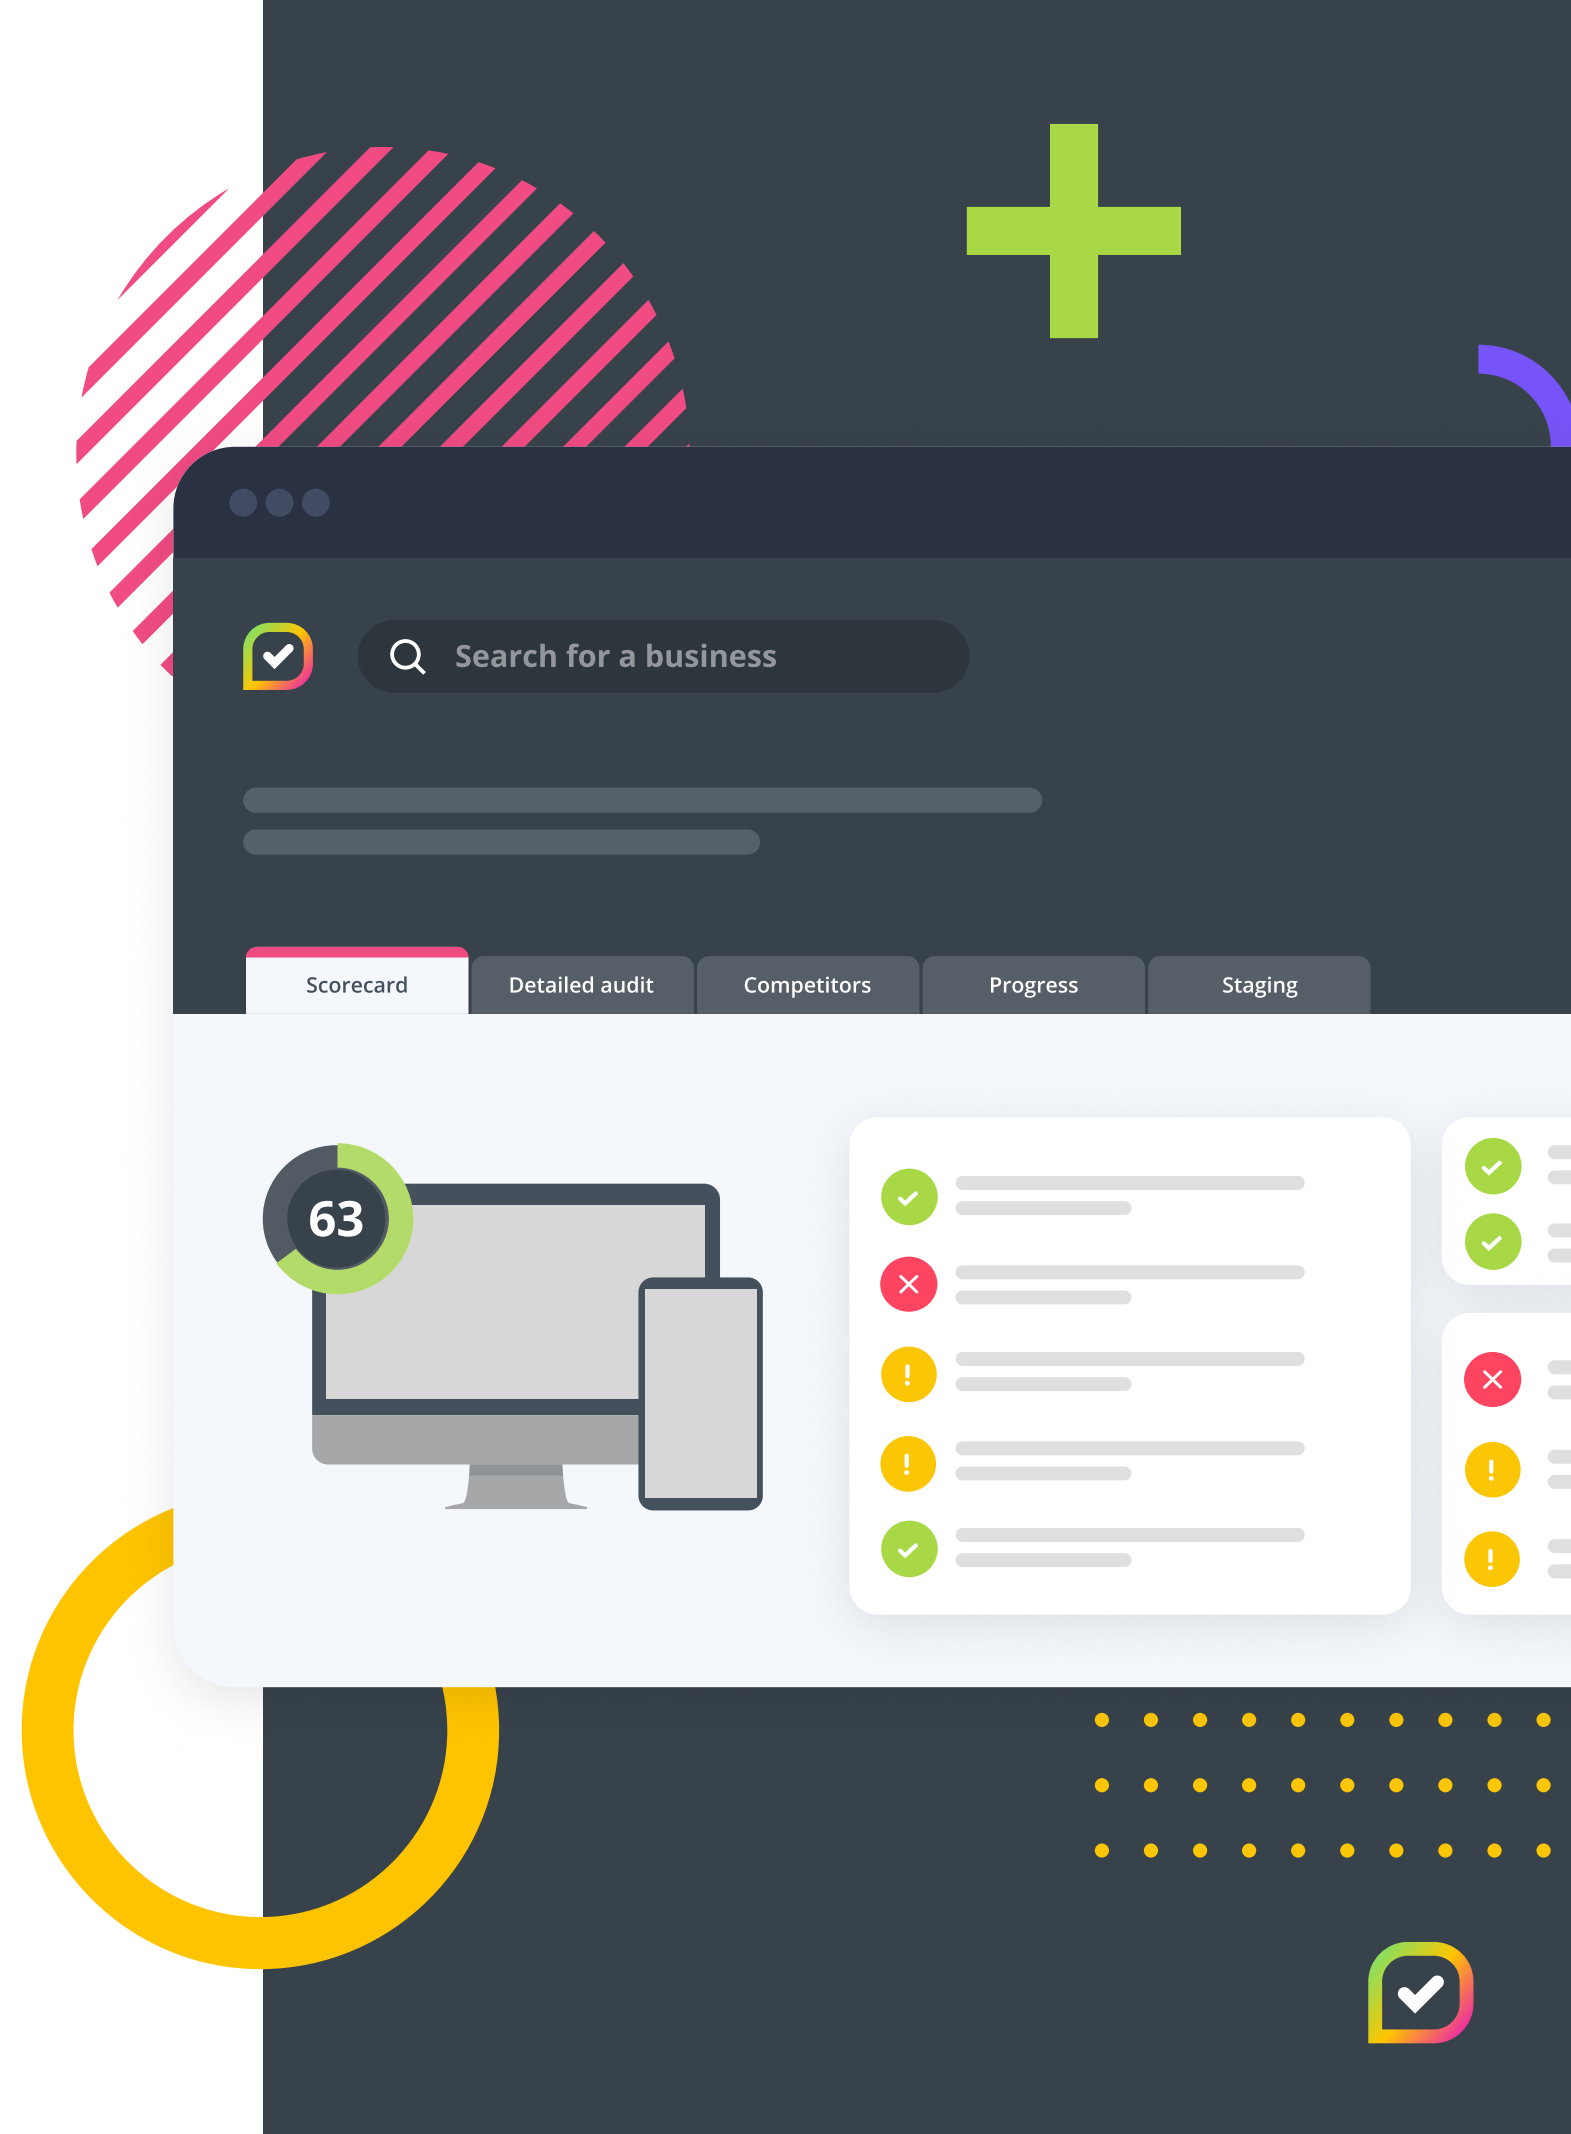 Search for a business
Scorecard
Detailed audit
Competitors
Progress
Staging
63